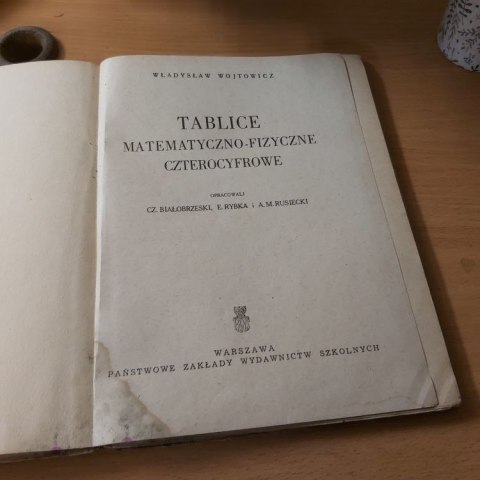 WŁADYSŁAW WOJTOWICZ
TABLICE
MATEMATYCZNO-FIZYCZNE
CZTEROCYFROWE
OPRACOWALI
CZ. BIAŁOBRZESKI, E. RYBKA i A. M. RUSIECKI
WARSZAWA
PAŃSTWOWE ZAKŁADY WYDAWNICTW SZKOLNYCH